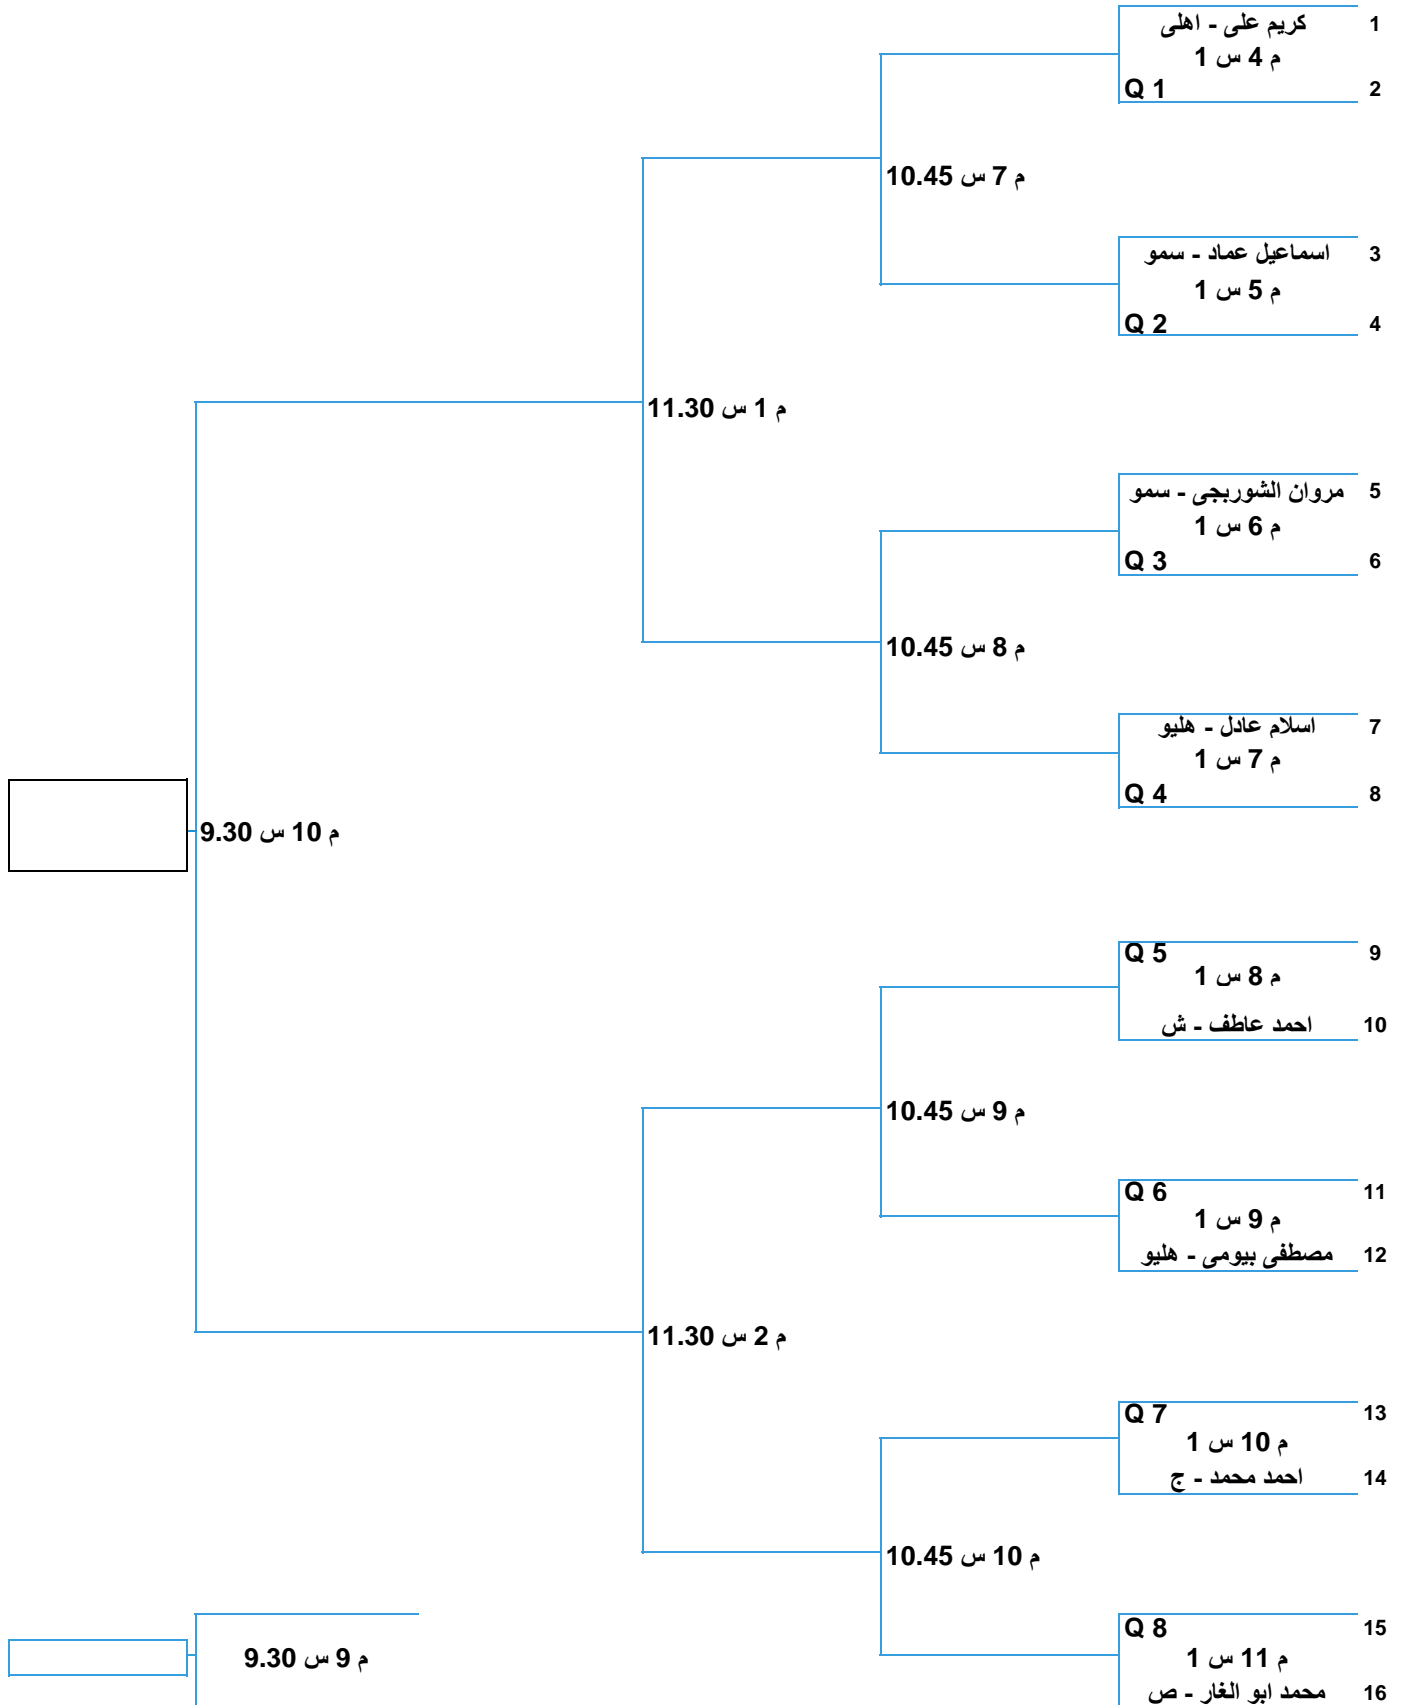 كريم على - اهلى 1
م 4 س 1
Q 1 2
م 7 س 10.45
اسماعيل عماد - سمو 3
م 5 س 1
Q 2 4
م 1 س 11.30
مروان الشوربجى - سمو 5
م 6 س 1
Q 3 6
م 8 س 10.45
اسلام عادل - هليو 7
م 7 س 1
Q 4 8
م 10 س 9.30
Q 5 9
م 8 س 1
احمد عاطف - ش 10
م 9 س 10.45
Q 6 11
م 9 س 1
مصطفى بيومى - هليو 12
م 2 س 11.30
Q 7 13
م 10 س 1
احمد محمد - ج 14
م 10 س 10.45
Q 8 15
م 11 س 1
م 9 س 9.30
محمد ابو الغار - ص 16